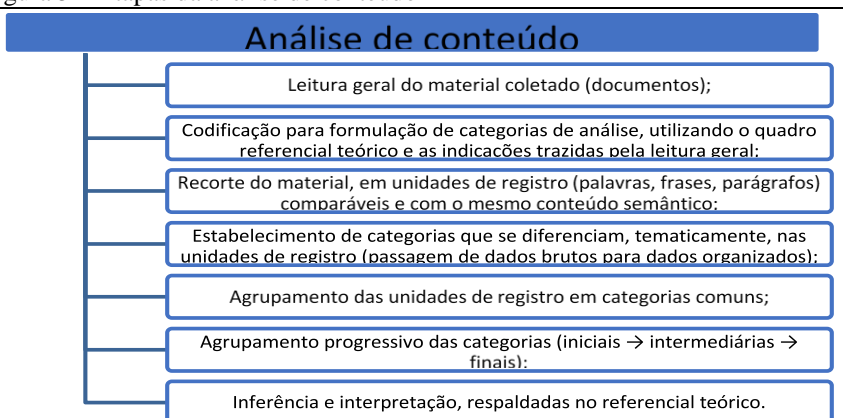 Análise de conteúdo
Leitura geral do material coletado (documentos);
Codificação para formulação de categorias de análise, utilizando o quadro
referencial teórico e as indicações trazidas pela leitura geral;
Recorte do material, em unidades de registro (palavras, frases, parágrafos)
comparáveis e com o mesmo conteúdo semântico;
Estabelecimento de categorias que se diferenciam, tematicamente, nas
unidades de registro (passagem de dados brutos para dados organizados);
Agrupamento das unidades de registro em categorias comuns;
Agrupamento progressivo das categorias (iniciais → intermediárias →
finais);
Inferência e interpretação, respaldadas no referencial teórico.